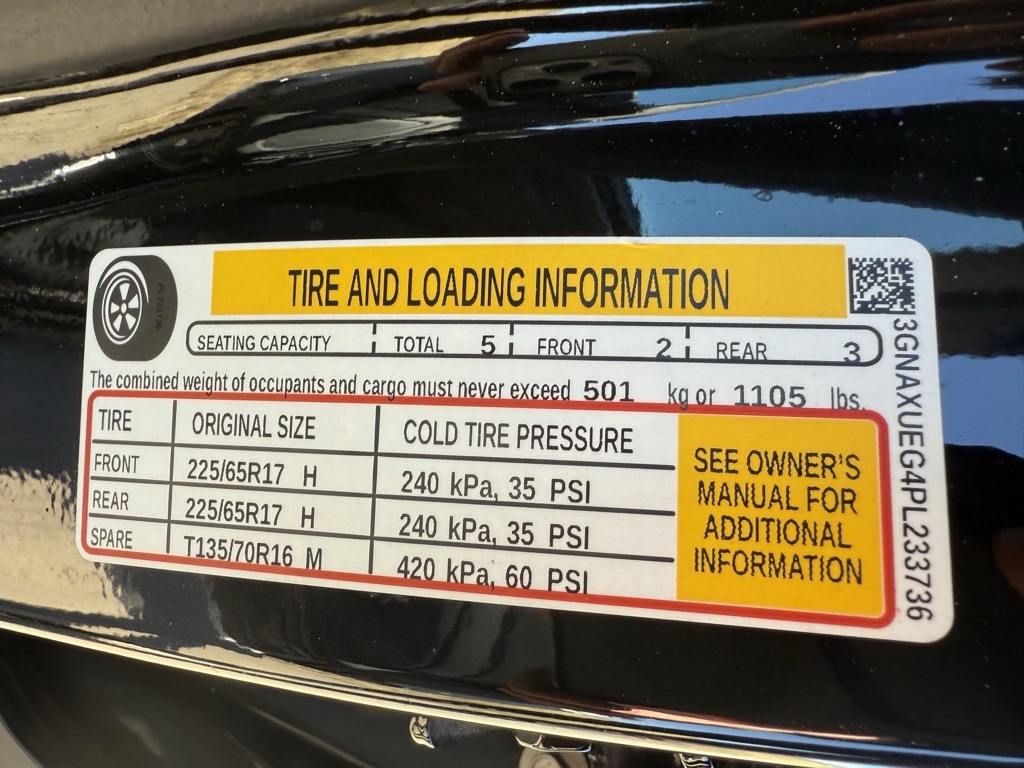 TIRE AND LOADING INFORMATION
SEATING CAPACITY TOTAL 5 FRONT 2 REAR 3
The combined weight of occupants and cargo must never exceed 501 kg or 1105 lbs.
TIRE ORIGINAL SIZE COLD TIRE PRESSURE
FRONT 225/65R17 H 240 kPa, 35 PSI
REAR 225/65R17 H 240 kPa, 35 PSI
SPARE T135/70R16 M 420 kPa, 60 PSI
SEE OWNER'S
MANUAL FOR
ADDITIONAL
INFORMATION
3GNAXUEG4PL233736